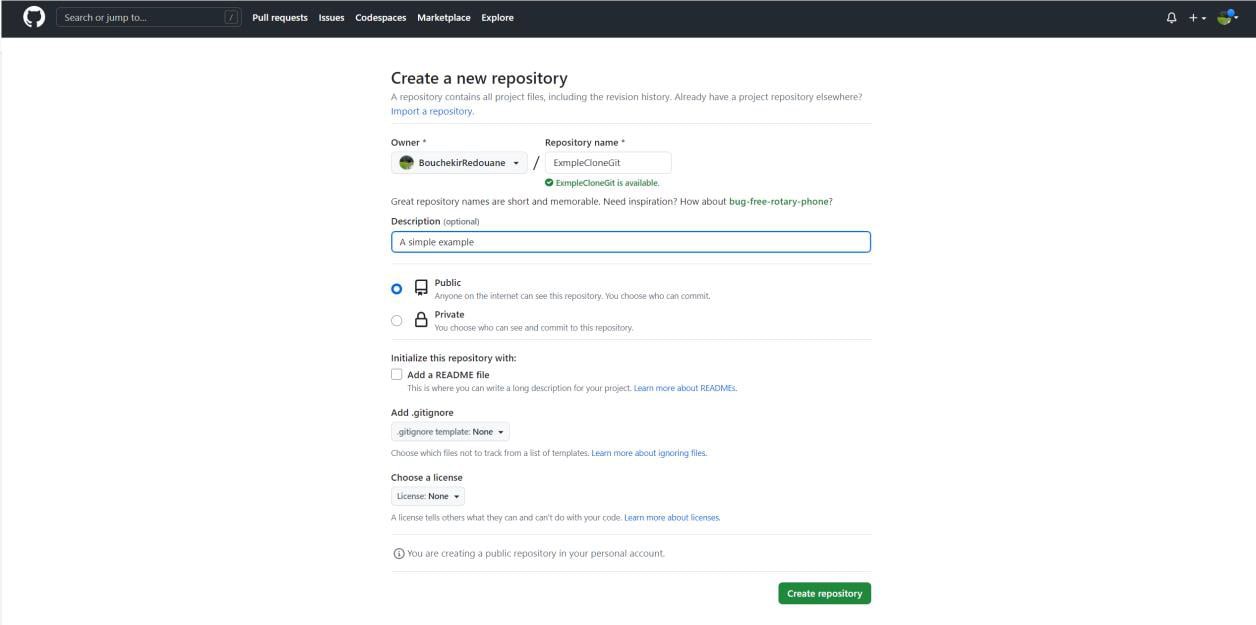 Search or jump to... / Pull requests Issues Codespaces Marketplace Explore
Create a new repository
A repository contains all project files, including the revision history. Already have a project repository elsewhere?
Import a repository.
Owner * Repository name *
BouchekirRedouane / ExmpleCloneGit
ExmpleCloneGit is available.
Great repository names are short and memorable. Need inspiration? How about bug-free-rotary-phone?
Description (optional)
A simple example
Public
Anyone on the internet can see this repository. You choose who can commit.
Private
You choose who can see and commit to this repository.
Initialize this repository with:
Add a README file
This is where you can write a long description for your project. Learn more about READMEs.
Add .gitignore
.gitignore template: None
Choose which files not to track from a list of templates. Learn more about ignoring files.
Choose a license
License: None
A license tells others what they can and can't do with your code. Learn more about licenses.
You are creating a public repository in your personal account.
Create repository